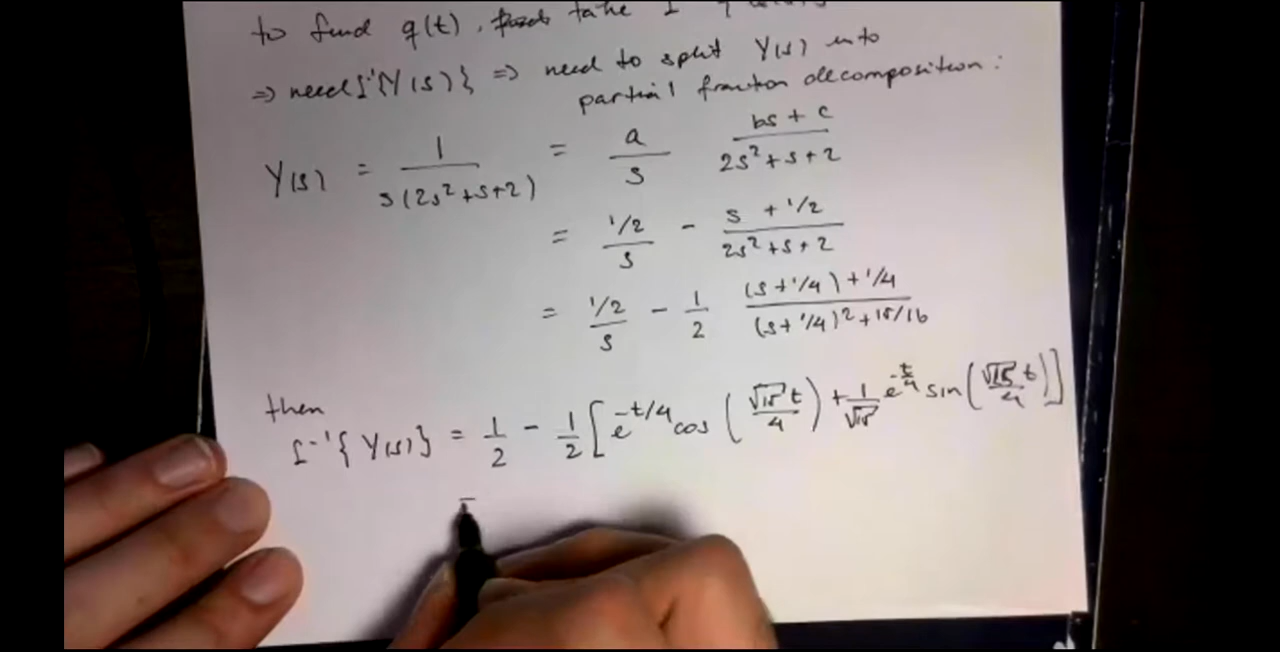 to find q(t), take
⇒ need ℒ⁻¹{Y(s)} ⇒ need to split Y(s) into
partial fraction decomposition:
Y(s) = 1/(s(2s²+s+2)) = a/s (bs + c)/(2s²+s+2)
= (1/2)/s - (s + 1/2)/(2s²+s+2)
= (1/2)/s - 1/2 ((s+1/4)+1/4)/((s+1/4)²+15/16)
then
ℒ⁻¹{Y(s)} = 1/2 - 1/2 [e^(-t/4) cos(√15 t/4) + 1/√15 e^(-t/4) sin(√15 t/4)]